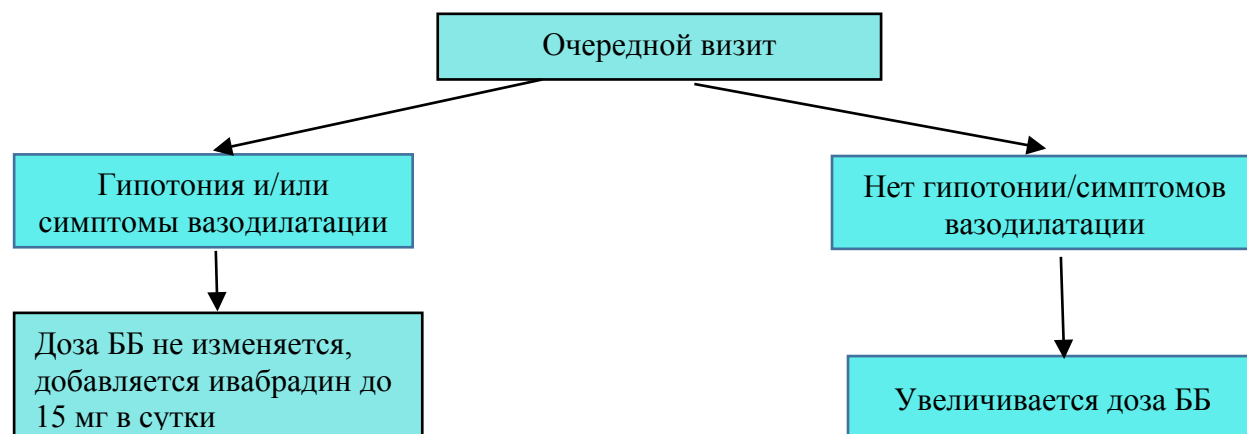 Очередной визит
Гипотония и/или
симптомы вазодилатации
Нет гипотонии/симптомов
вазодилатации
Доза ББ не изменяется,
добавляется ивабрадин до
15 мг в сутки
Увеличивается доза ББ